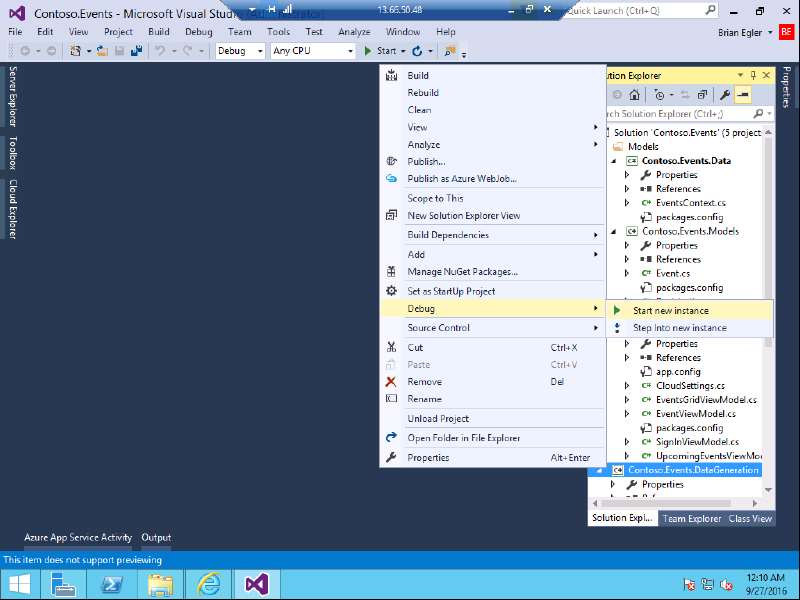 Contoso.Events - Microsoft Visual Studio
13.66.50.48
Quick Launch (Ctrl+Q)
File Edit View Project Build Debug Team Tools Test Analyze Window Help
Brian Egler
BE
Debug
Any CPU
Start
Server Explorer
Toolbox
Cloud Explorer
Build
Rebuild
Clean
View
Analyze
Publish...
Publish as Azure WebJob...
Scope to This
New Solution Explorer View
Build Dependencies
Add
Manage NuGet Packages...
Set as StartUp Project
Debug
Source Control
Cut Ctrl+X
Paste Ctrl+V
Remove Del
Rename
Unload Project
Open Folder in File Explorer
Properties Alt+Enter
Start new instance
Step into new instance
ution Explorer
rch Solution Explorer (Ctrl+;)
Solution 'Contoso.Events' (5 project
Models
Contoso.Events.Data
Properties
References
EventsContext.cs
packages.config
Contoso.Events.Models
Properties
References
Event.cs
packages.config
Properties
References
app.config
CloudSettings.cs
EventsGridViewModel.cs
EventViewModel.cs
packages.config
SignInViewModel.cs
UpcomingEventsViewMo
Contoso.Events.DataGeneration
Properties
Solution Expl...
Team Explorer
Class View
Properties
Azure App Service Activity
Output
This item does not support previewing
12:10 AM
9/27/2016